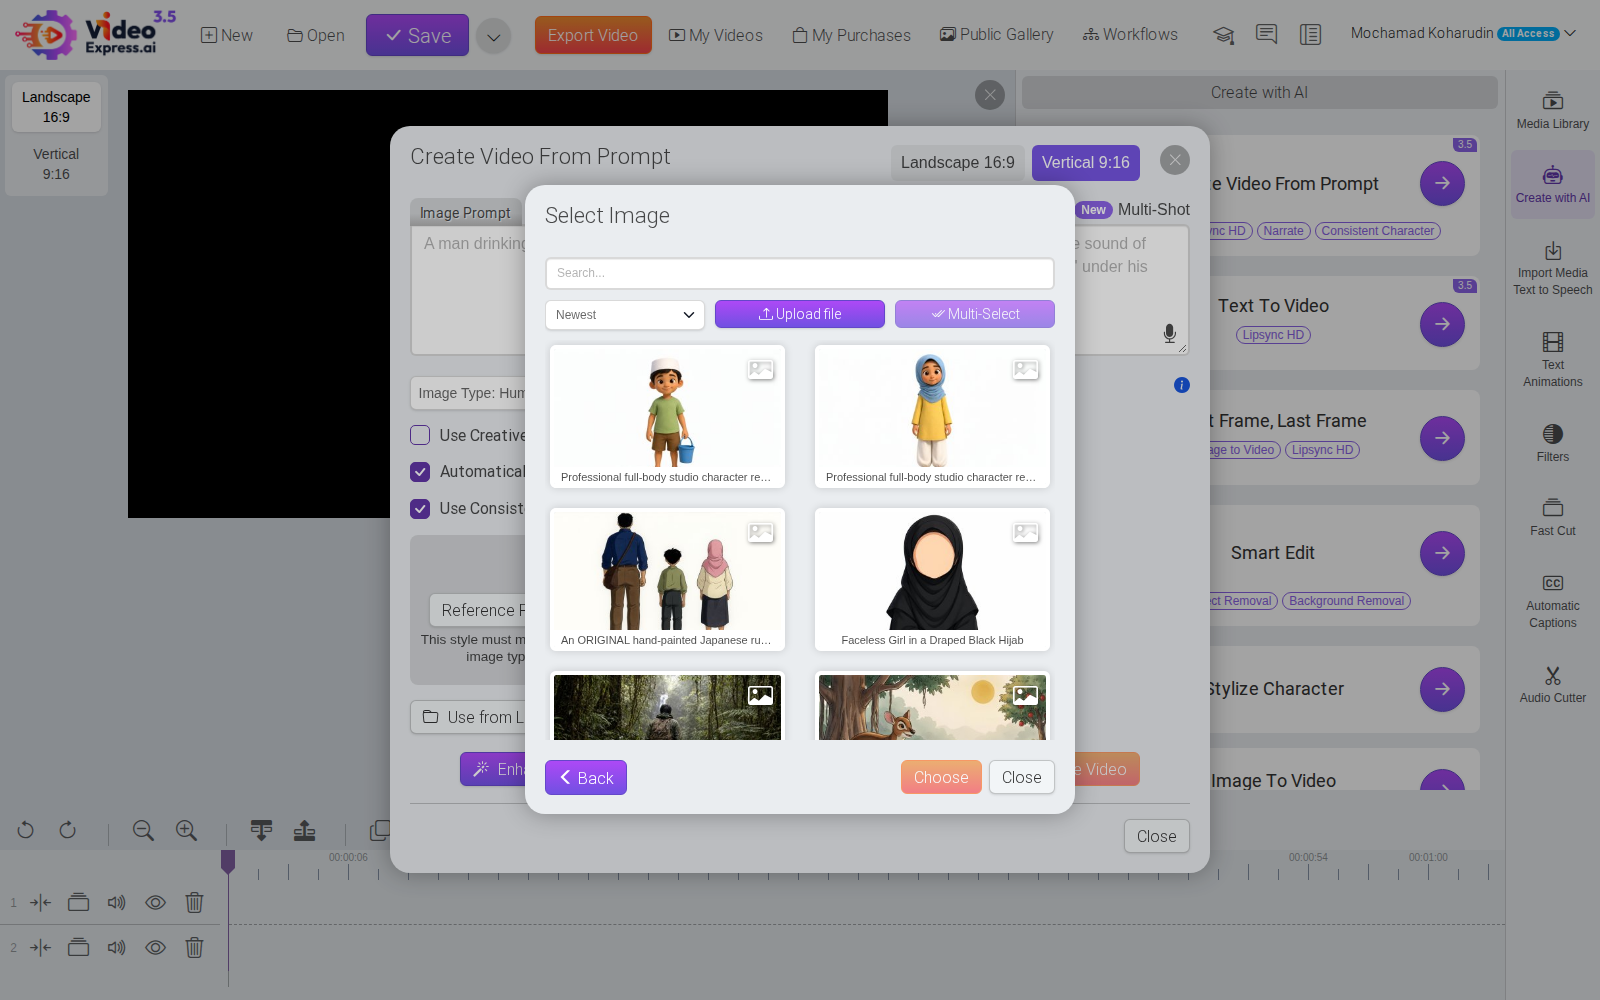 Video 3.5
Express.ai
New
Open
Save
Export Video
My Videos
My Purchases
Public Gallery
Workflows
Mochamad Koharudin All Access
Landscape
16:9
Vertical
9:16
Create with AI
Create Video From Prompt
Landscape 16:9
Vertical 9:16
Image Prompt
New Multi-Shot
A man drinking
e sound of
' under his
Image Type: Hum
Use Creative
Automatical
Use Consist
Reference F
This style must m
image typ
Use from L
Enha
e Video
Close
Select Image
Search...
Newest
Upload file
Multi-Select
Professional full-body studio character re...
Professional full-body studio character re...
An ORIGINAL hand-painted Japanese ru...
Faceless Girl in a Draped Black Hijab
Back
Choose
Close
3.5
e Video From Prompt
ync HD
Narrate
Consistent Character
3.5
Text To Video
Lipsync HD
t Frame, Last Frame
age to Video
Lipsync HD
Smart Edit
ect Removal
Background Removal
Stylize Character
Image To Video
Media Library
Create with AI
Import Media
Text to Speech
Text
Animations
Filters
Fast Cut
CC
Automatic
Captions
Audio Cutter
00:00:06
00:00:54
00:01:00
1
2